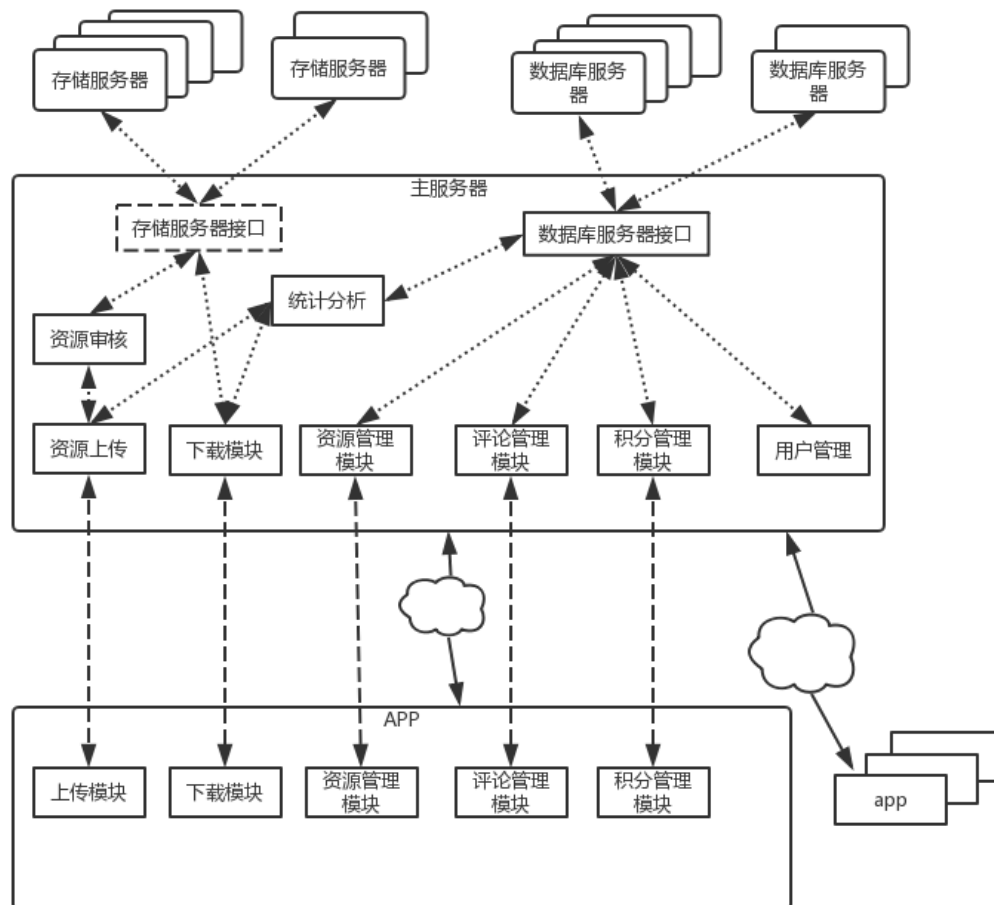 存储服务器
存储服务器
数据库服务
器
数据库服务
器
主服务器
存储服务器接口
数据库服务器接口
统计分析
资源审核
资源上传
下载模块
资源管理
模块
评论管理
模块
积分管理
模块
用户管理
APP
上传模块
下载模块
资源管理
模块
评论管理
模块
积分管理
模块
app